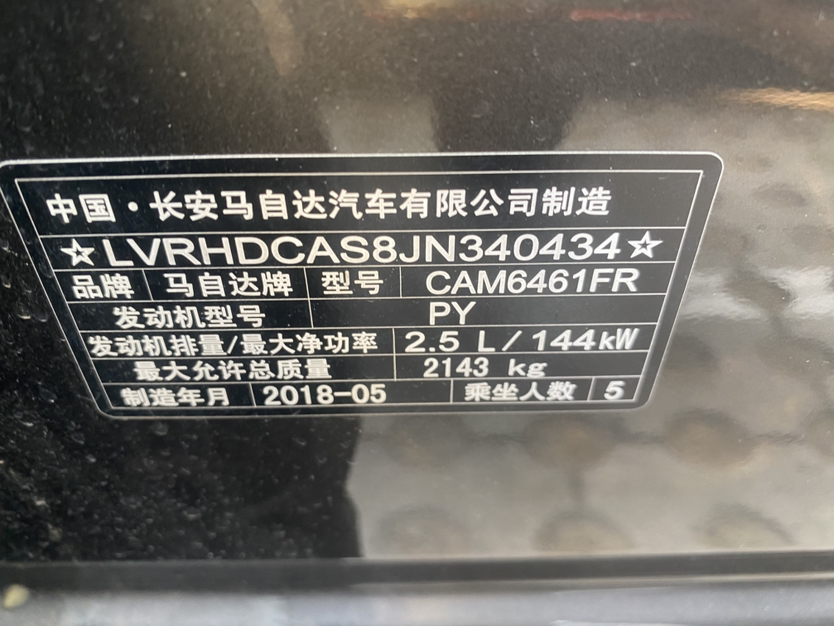 中国·长安马自达汽车有限公司制造
☆LVRHDCAS8JN340434☆
品牌 马自达牌 型号 CAM6461FR
发动机型号 PY
发动机排量/最大净功率 2.5 L/144kW
最大允许总质量 2143 kg
制造年月 2018-05 乘坐人数 5